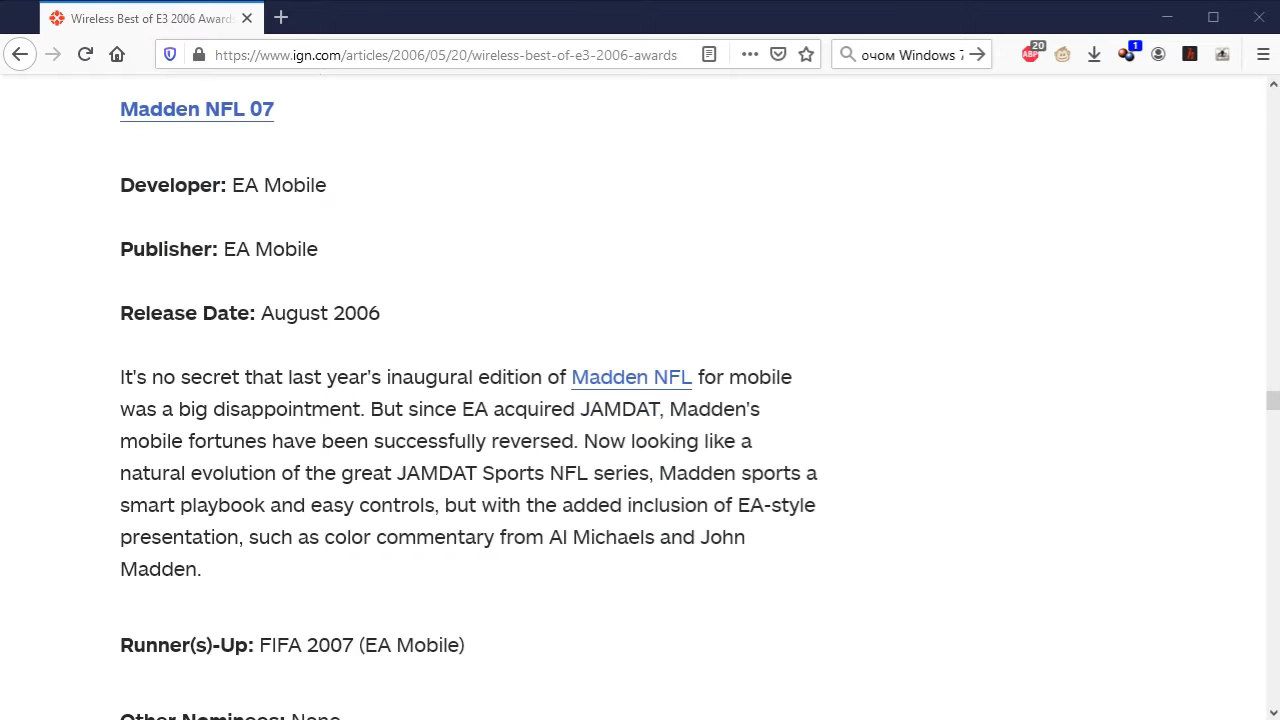 Wireless Best of E3 2006 Awards
https://www.ign.com/articles/2006/05/20/wireless-best-of-e3-2006-awards
очом Windows 7
20
1
Madden NFL 07
Developer: EA Mobile
Publisher: EA Mobile
Release Date: August 2006
It's no secret that last year's inaugural edition of Madden NFL for mobile
was a big disappointment. But since EA acquired JAMDAT, Madden's
mobile fortunes have been successfully reversed. Now looking like a
natural evolution of the great JAMDAT Sports NFL series, Madden sports a
smart playbook and easy controls, but with the added inclusion of EA-style
presentation, such as color commentary from Al Michaels and John
Madden.
Runner(s)-Up: FIFA 2007 (EA Mobile)
Other Nominees: None